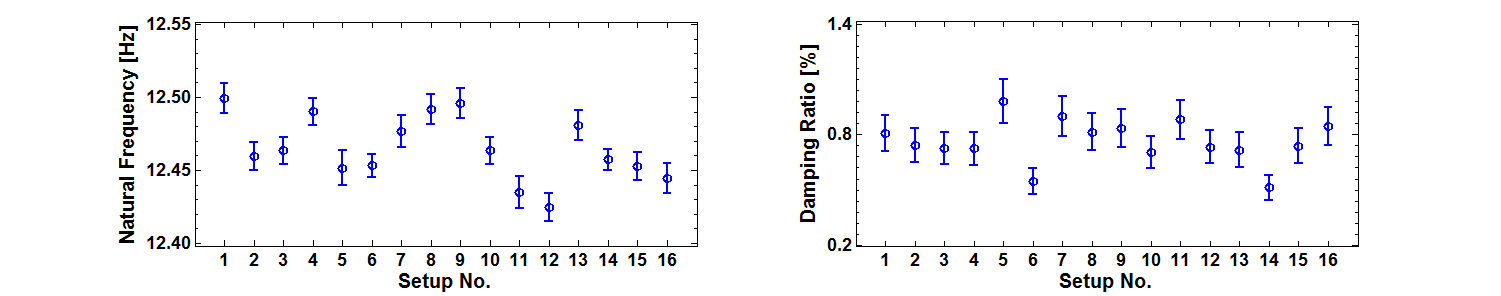 Natural Frequency [Hz]
12.55
12.50
12.45
12.40
1 2 3 4 5 6 7 8 9 10 11 12 13 14 15 16
Setup No.
Damping Ratio [%]
1.4
0.8
0.2
1 2 3 4 5 6 7 8 9 10 11 12 13 14 15 16
Setup No.